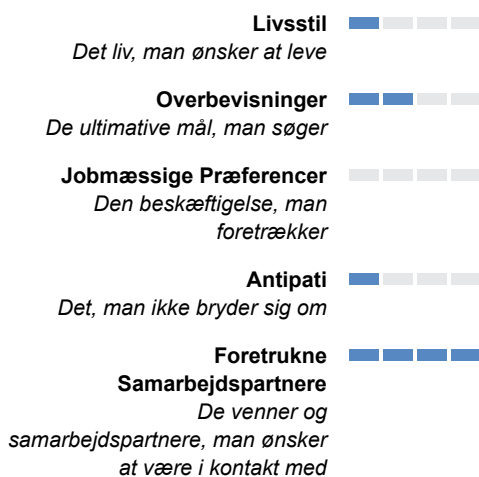 Livsstil
Det liv, man ønsker at leve
Overbevisninger
De ultimative mål, man søger
Jobmæssige Præferencer
Den beskæftigelse, man
foretrækker
Antipati
Det, man ikke bryder sig om
Foretrukne
Samarbejdspartnere
De venner og
samarbejdspartnere, man ønsker
at være i kontakt med